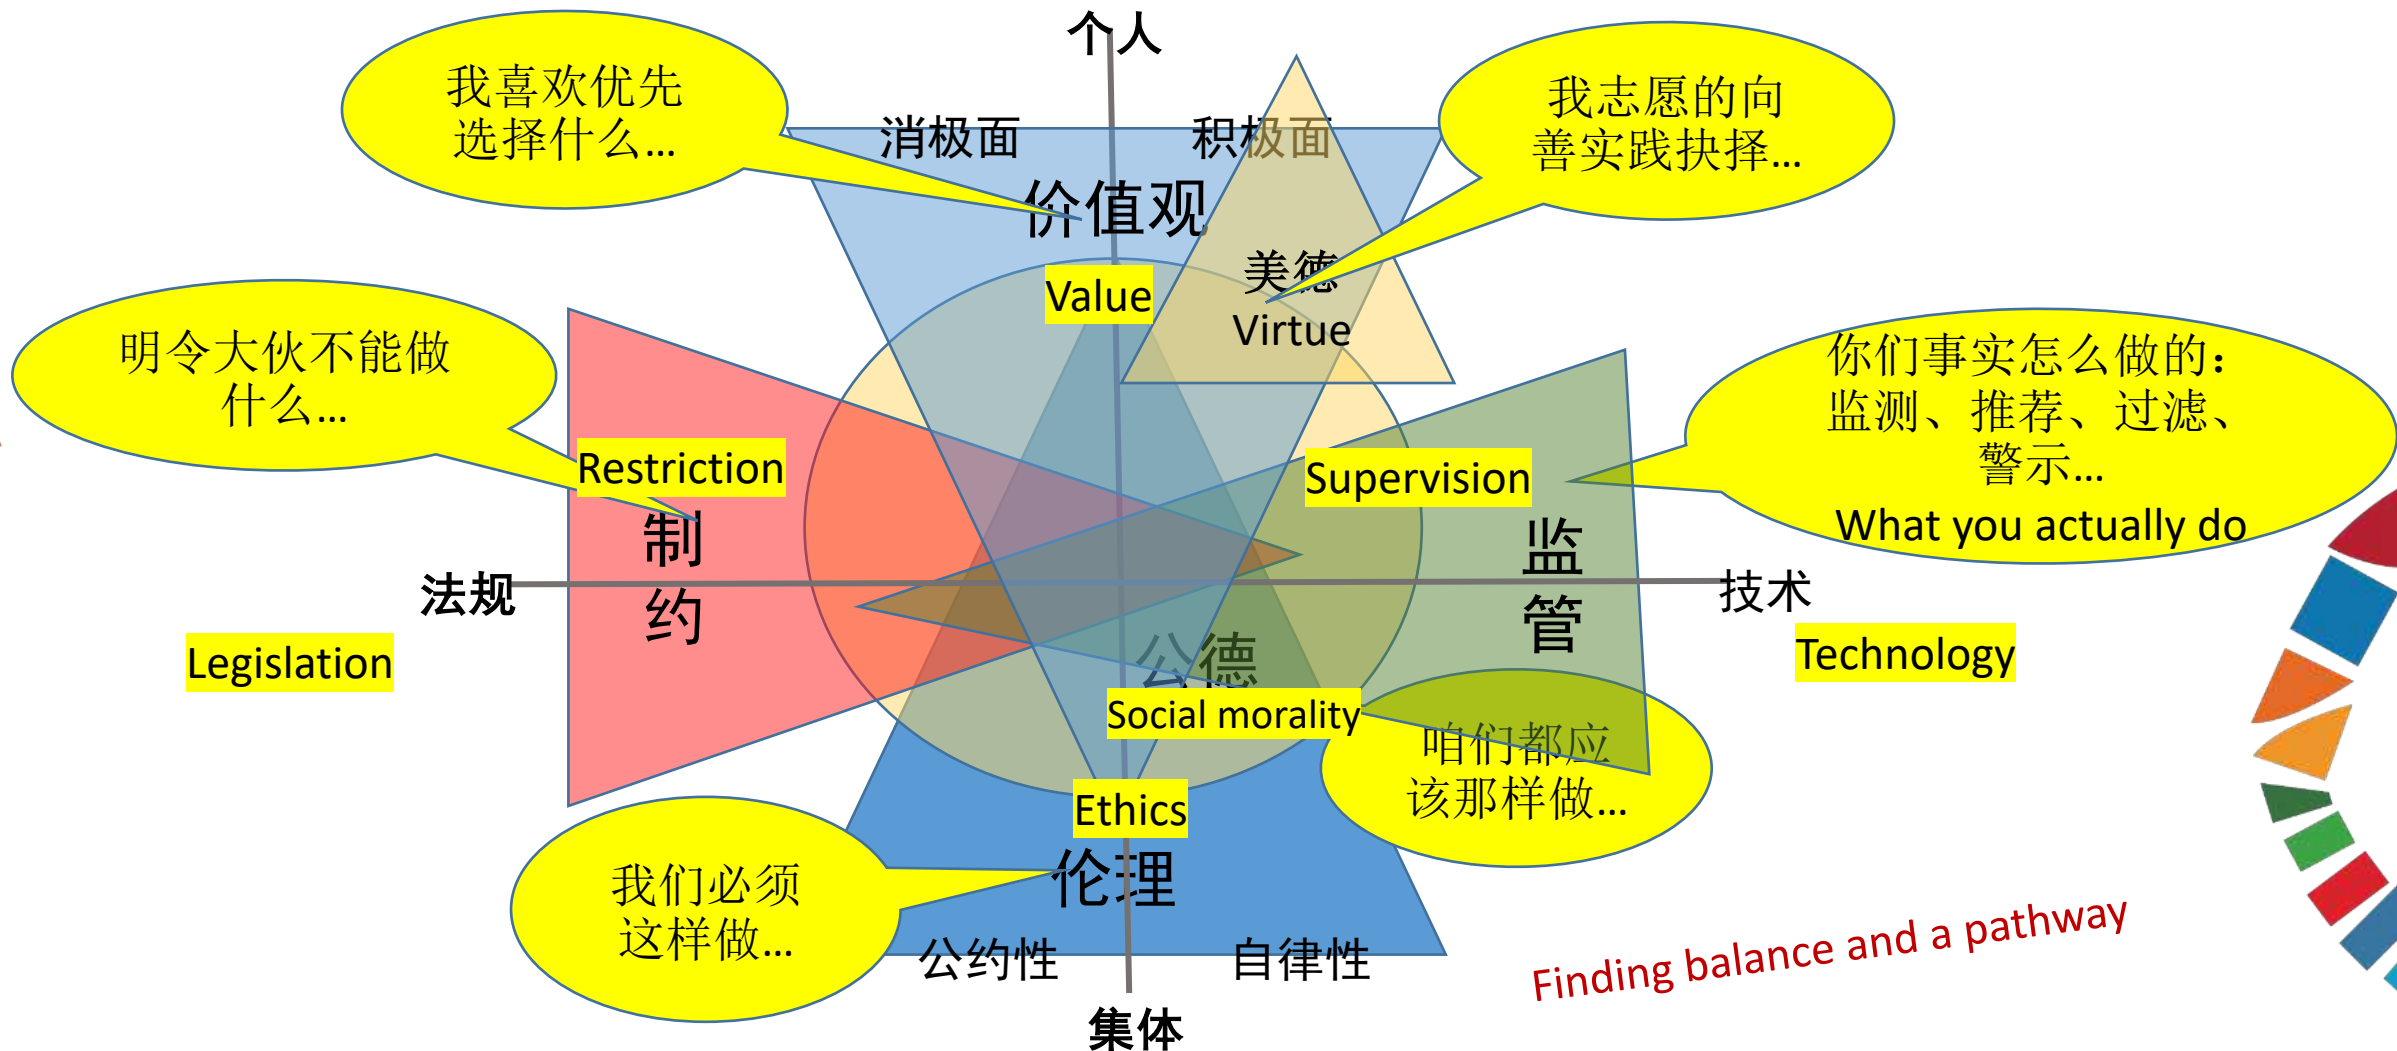 个人
我喜欢优先
选择什么...
我志愿的向
善实践抉择...
消极面
积极面
价值观
Value
美德
Virtue
明令大伙不能做
什么...
你们事实怎么做的：
监测、推荐、过滤、
警示...
What you actually do
Restriction
制
约
Supervision
监
管
法规
Legislation
技术
Technology
公德
Social morality
咱们都应
该那样做...
Ethics
伦理
我们必须
这样做...
公约性
自律性
集体
Finding balance and a pathway